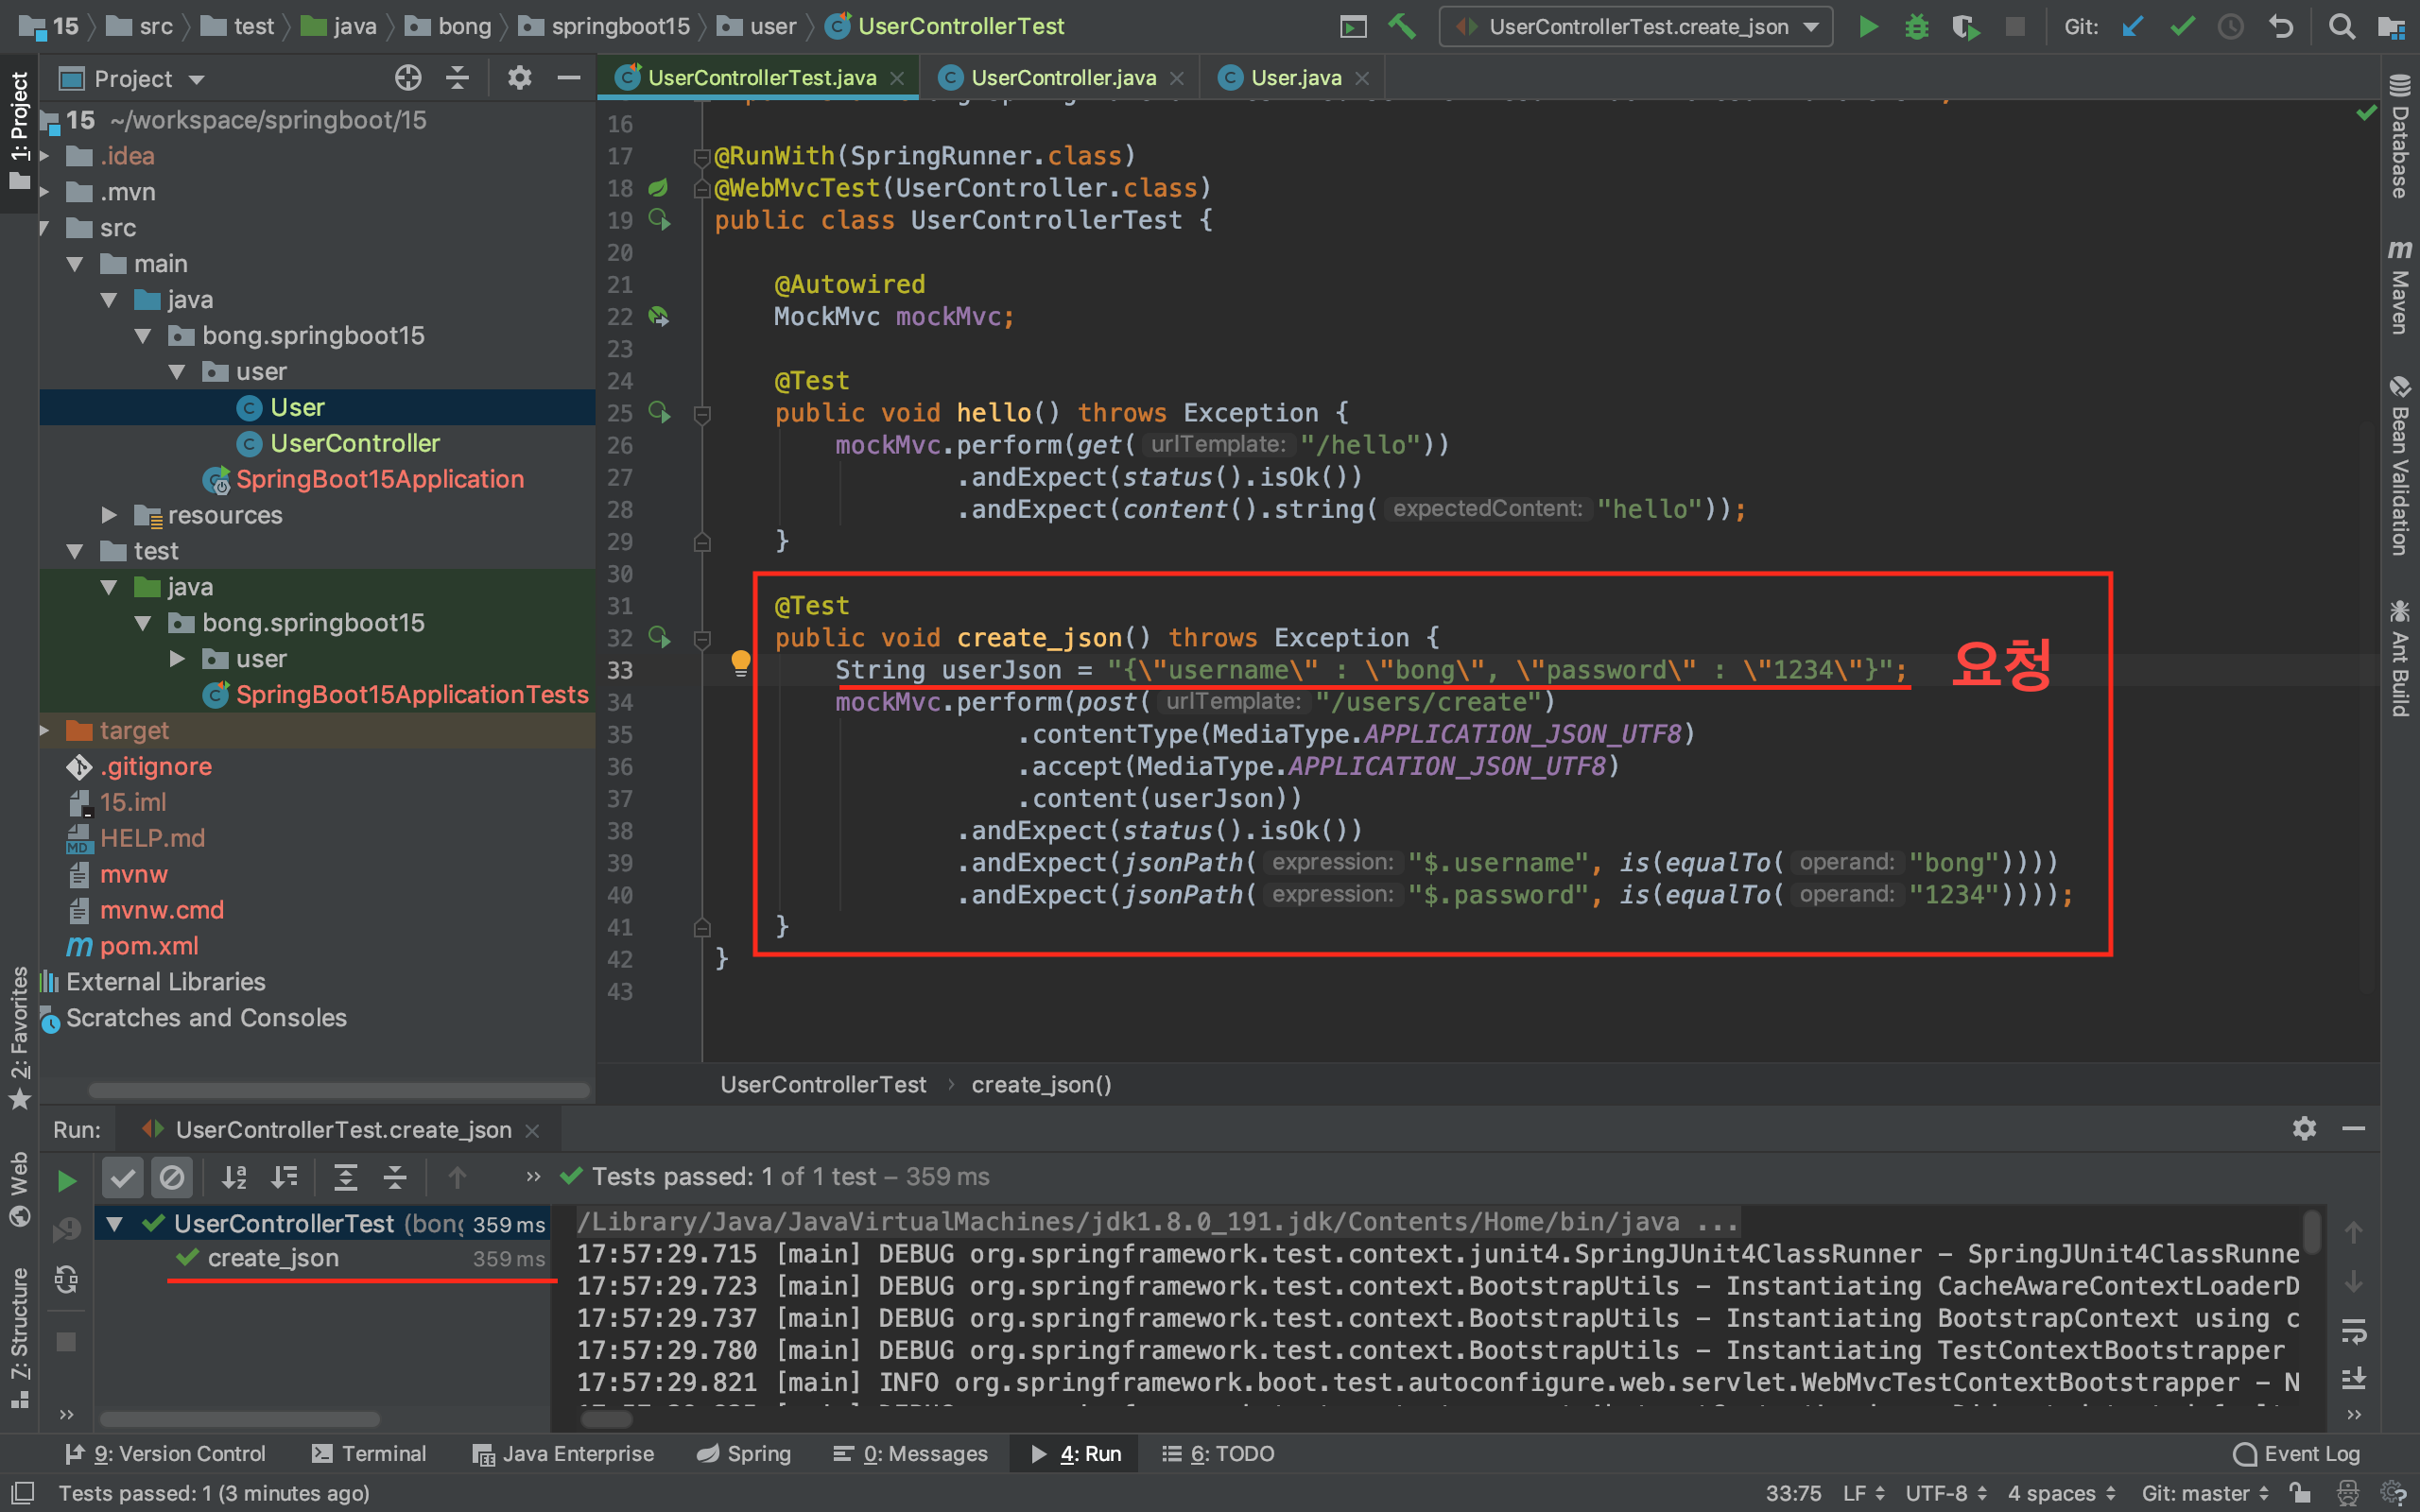 15 src test java bong springboot15 user UserControllerTest
UserControllerTest.create_json
Git:
1: Project
2: Favorites
Web
Z: Structure
Project
15 ~/workspace/springboot/15
.idea
.mvn
src
main
java
bong.springboot15
user
User
UserController
SpringBoot15Application
resources
test
java
bong.springboot15
user
SpringBoot15ApplicationTests
target
.gitignore
15.iml
HELP.md
mvnw
mvnw.cmd
pom.xml
External Libraries
Scratches and Consoles
UserControllerTest.java UserController.java User.java
16
17 @RunWith(SpringRunner.class)
18 @WebMvcTest(UserController.class)
19 public class UserControllerTest {
20
21 @Autowired
22 MockMvc mockMvc;
23
24 @Test
25 public void hello() throws Exception {
26 mockMvc.perform(get( urlTemplate: "/hello"))
27 .andExpect(status().isOk())
28 .andExpect(content().string( expectedContent: "hello"));
29 }
30
31 @Test
32 public void create_json() throws Exception {
33 String userJson = "{\"username\" : \"bong\", \"password\" : \"1234\"}"; 요청
34 mockMvc.perform(post( urlTemplate: "/users/create")
35 .contentType(MediaType.APPLICATION_JSON_UTF8)
36 .accept(MediaType.APPLICATION_JSON_UTF8)
37 .content(userJson))
38 .andExpect(status().isOk())
39 .andExpect(jsonPath( expression: "$.username", is(equalTo( operand: "bong"))))
40 .andExpect(jsonPath( expression: "$.password", is(equalTo( operand: "1234"))));
41 }
42 }
43
UserControllerTest › create_json()
Database
Maven
Bean Validation
Ant Build
Run: UserControllerTest.create_json
Tests passed: 1 of 1 test – 359 ms
UserControllerTest (bong 359 ms
create_json 359 ms
/Library/Java/JavaVirtualMachines/jdk1.8.0_191.jdk/Contents/Home/bin/java ...
17:57:29.715 [main] DEBUG org.springframework.test.context.junit4.SpringJUnit4ClassRunner - SpringJUnit4ClassRunne
17:57:29.723 [main] DEBUG org.springframework.test.context.BootstrapUtils - Instantiating CacheAwareContextLoaderD
17:57:29.737 [main] DEBUG org.springframework.test.context.BootstrapUtils - Instantiating BootstrapContext using c
17:57:29.780 [main] DEBUG org.springframework.test.context.BootstrapUtils - Instantiating TestContextBootstrapper
17:57:29.821 [main] INFO org.springframework.boot.test.autoconfigure.web.servlet.WebMvcTestContextBootstrapper - N
9: Version Control Terminal Java Enterprise Spring 0: Messages 4: Run 6: TODO Event Log
Tests passed: 1 (3 minutes ago) 33:75 LF UTF-8 4 spaces Git: master